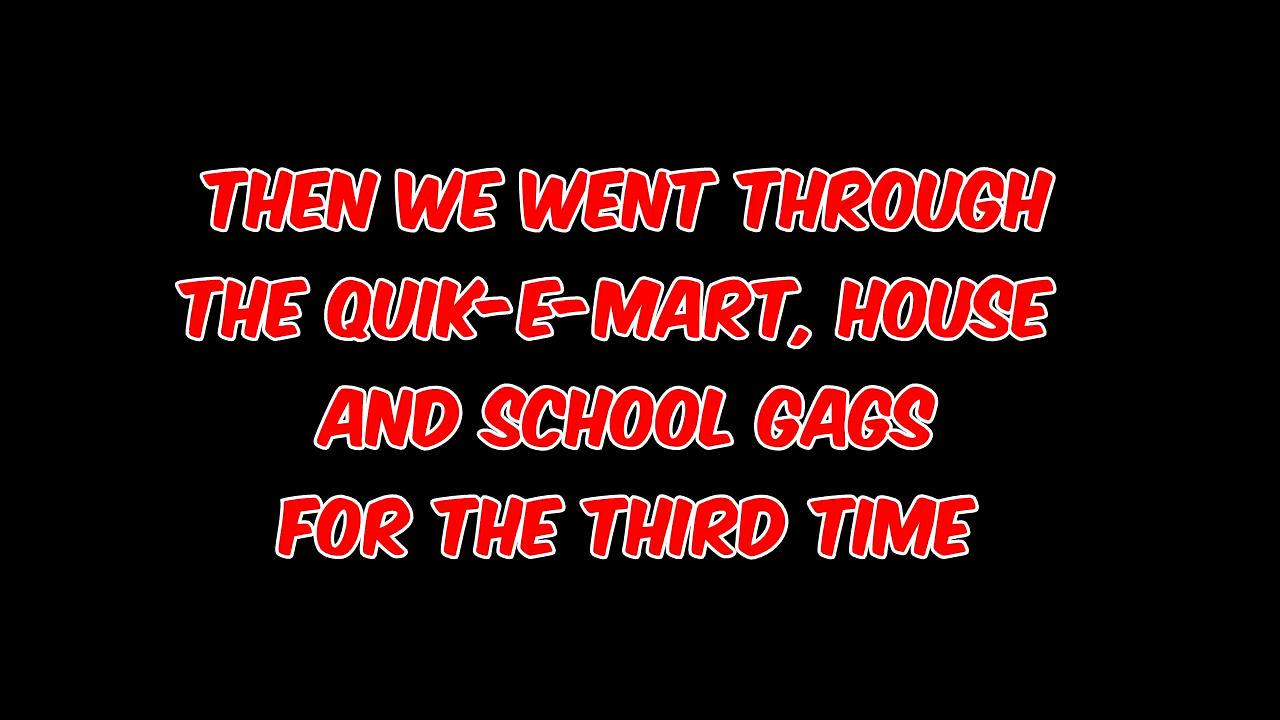 THEN WE WENT THROUGH
THE QUIK-E-MART, HOUSE
AND SCHOOL GAGS
FOR THE THIRD TIME